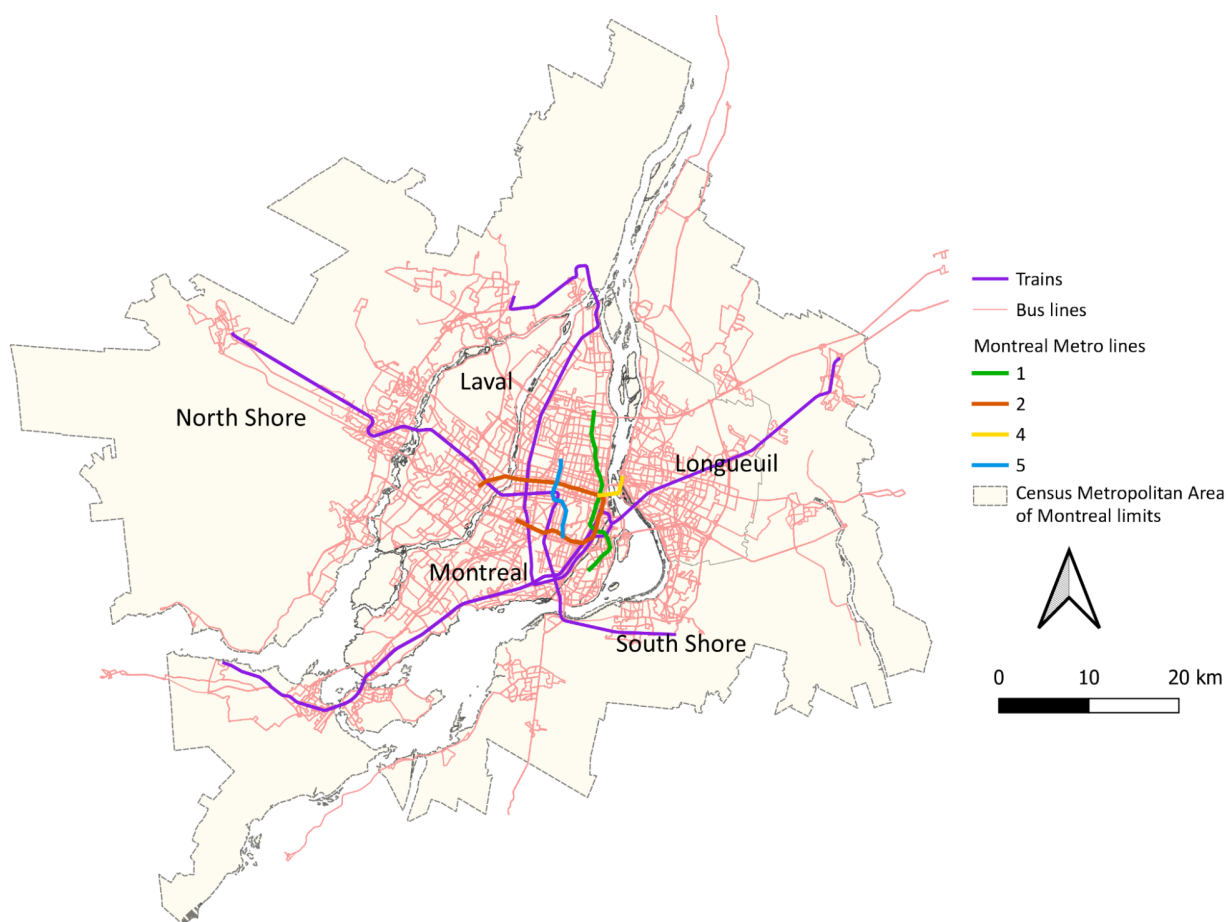 Laval
North Shore
Longueuil
Montreal
South Shore
Trains
Bus lines
Montreal Metro lines
1
2
4
5
Census Metropolitan Area
of Montreal limits
0 10 20 km